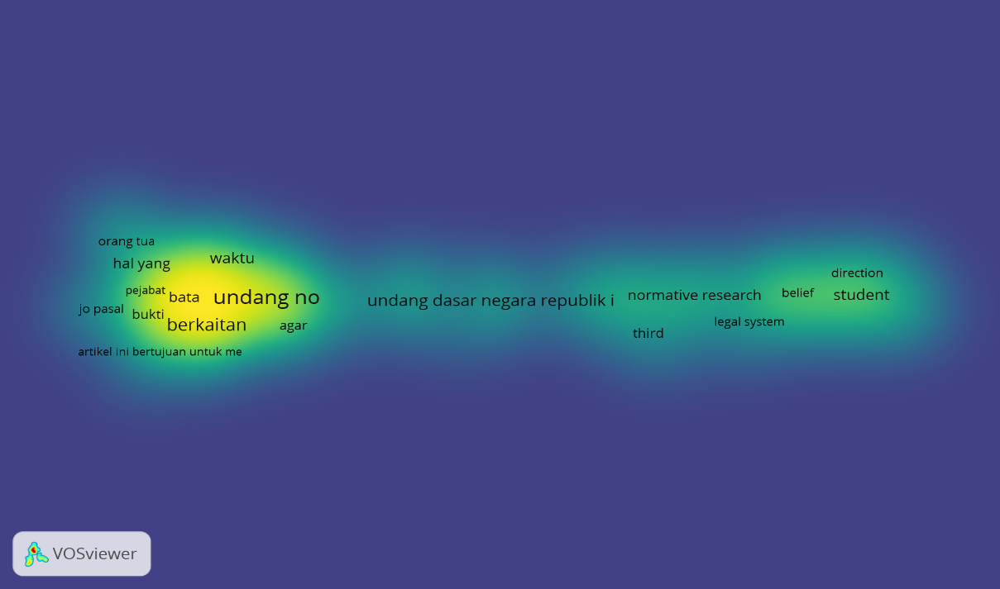 orang tua
waktu
hal yang
direction
pejabat
bata
undang no
undang dasar negara republik i
normative research
belief
student
jo pasal
bukti
berkaitan
agar
legal system
third
artikel ini bertujuan untuk me
VOSviewer